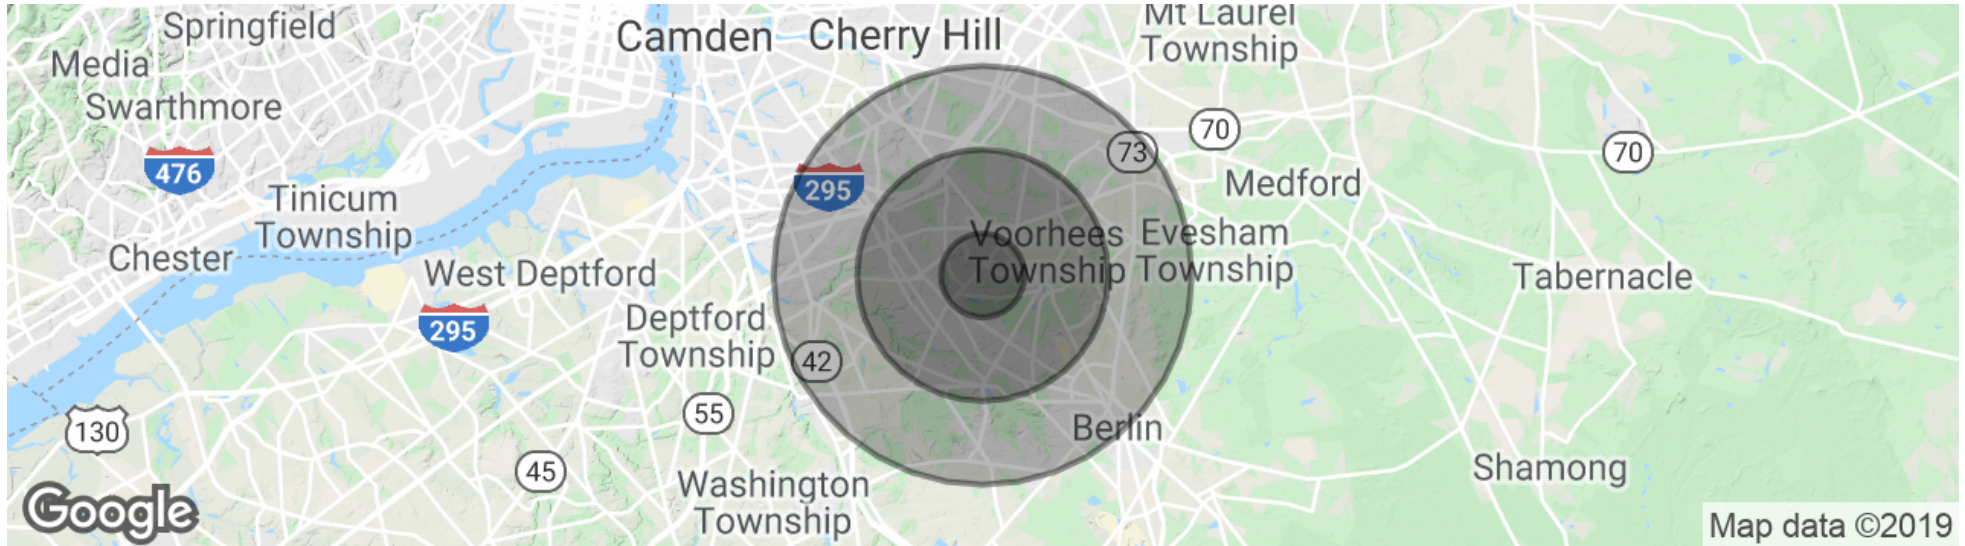 Springfield
Media
Swarthmore
Camden
Cherry Hill
Mt Laurel
Township
476
Tinicum
Township
Chester
West Deptford
295
295
73
70
70
Medford
Voorhees
Township
Evesham
Township
Tabernacle
Deptford
Township
42
55
130
45
Berlin
Washington
Township
Shamong
Google
Map data ©2019